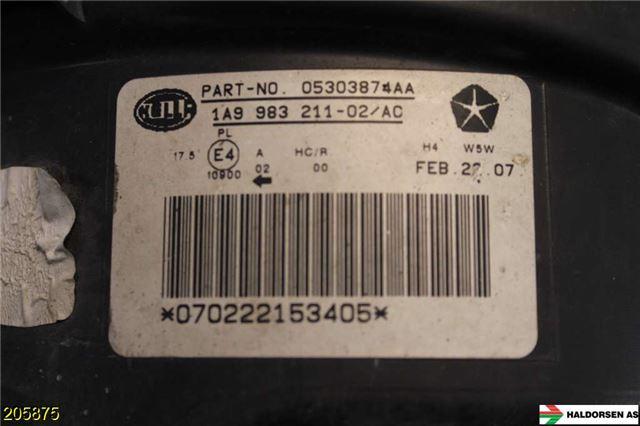 PART-NO. 05303874AA
1A9 983 211-02/AC
PL
17.5 E4 A HC/R H4 W5W
10900 02 00 FEB.22.07
*070222153405*
205875
HALDORSEN AS